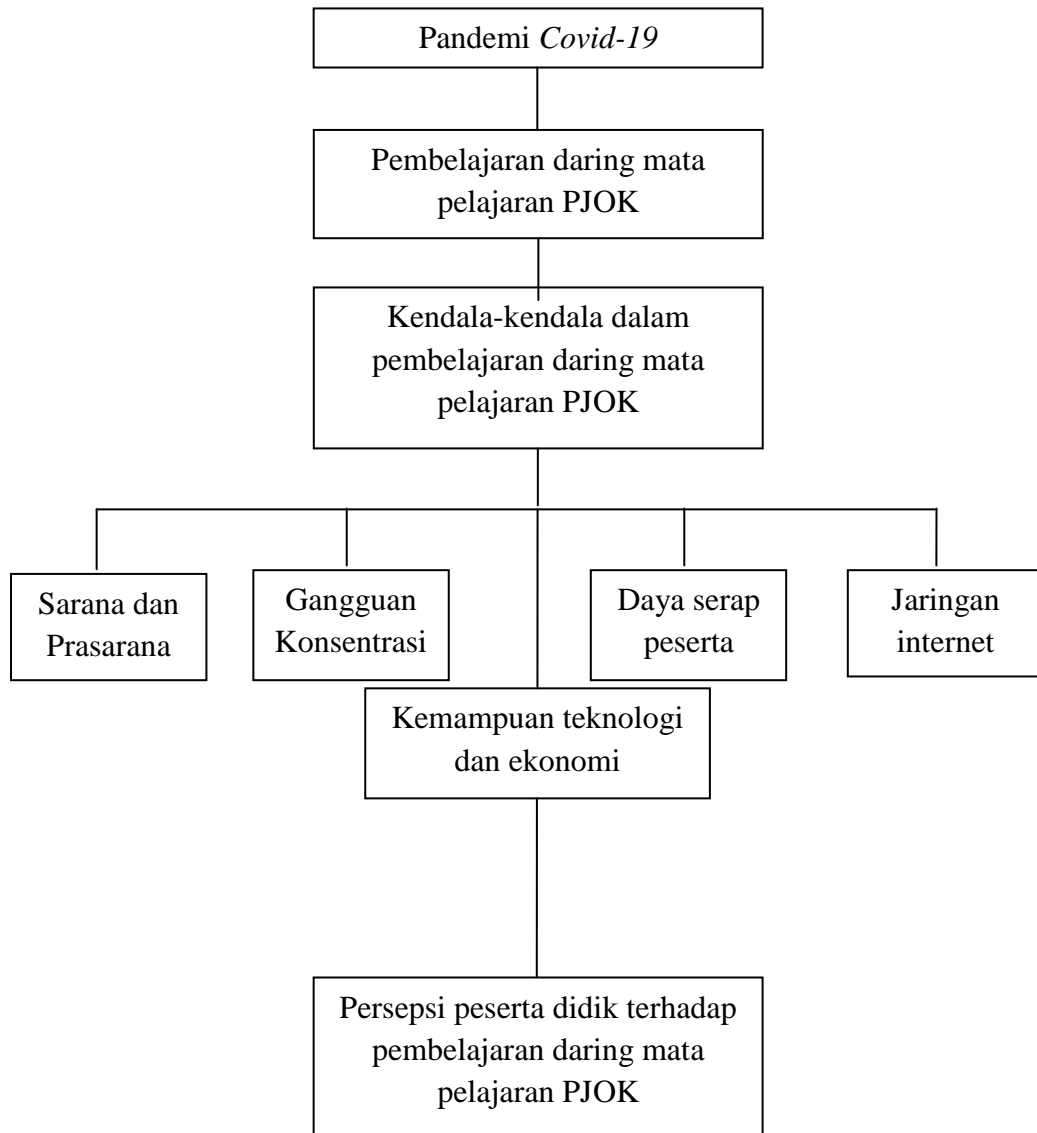 Pandemi Covid-19
Pembelajaran daring mata
pelajaran PJOK
Kendala-kendala dalam
pembelajaran daring mata
pelajaran PJOK
Sarana dan
Prasarana
Gangguan
Konsentrasi
Daya serap
peserta
Jaringan
internet
Kemampuan teknologi
dan ekonomi
Persepsi peserta didik terhadap
pembelajaran daring mata
pelajaran PJOK